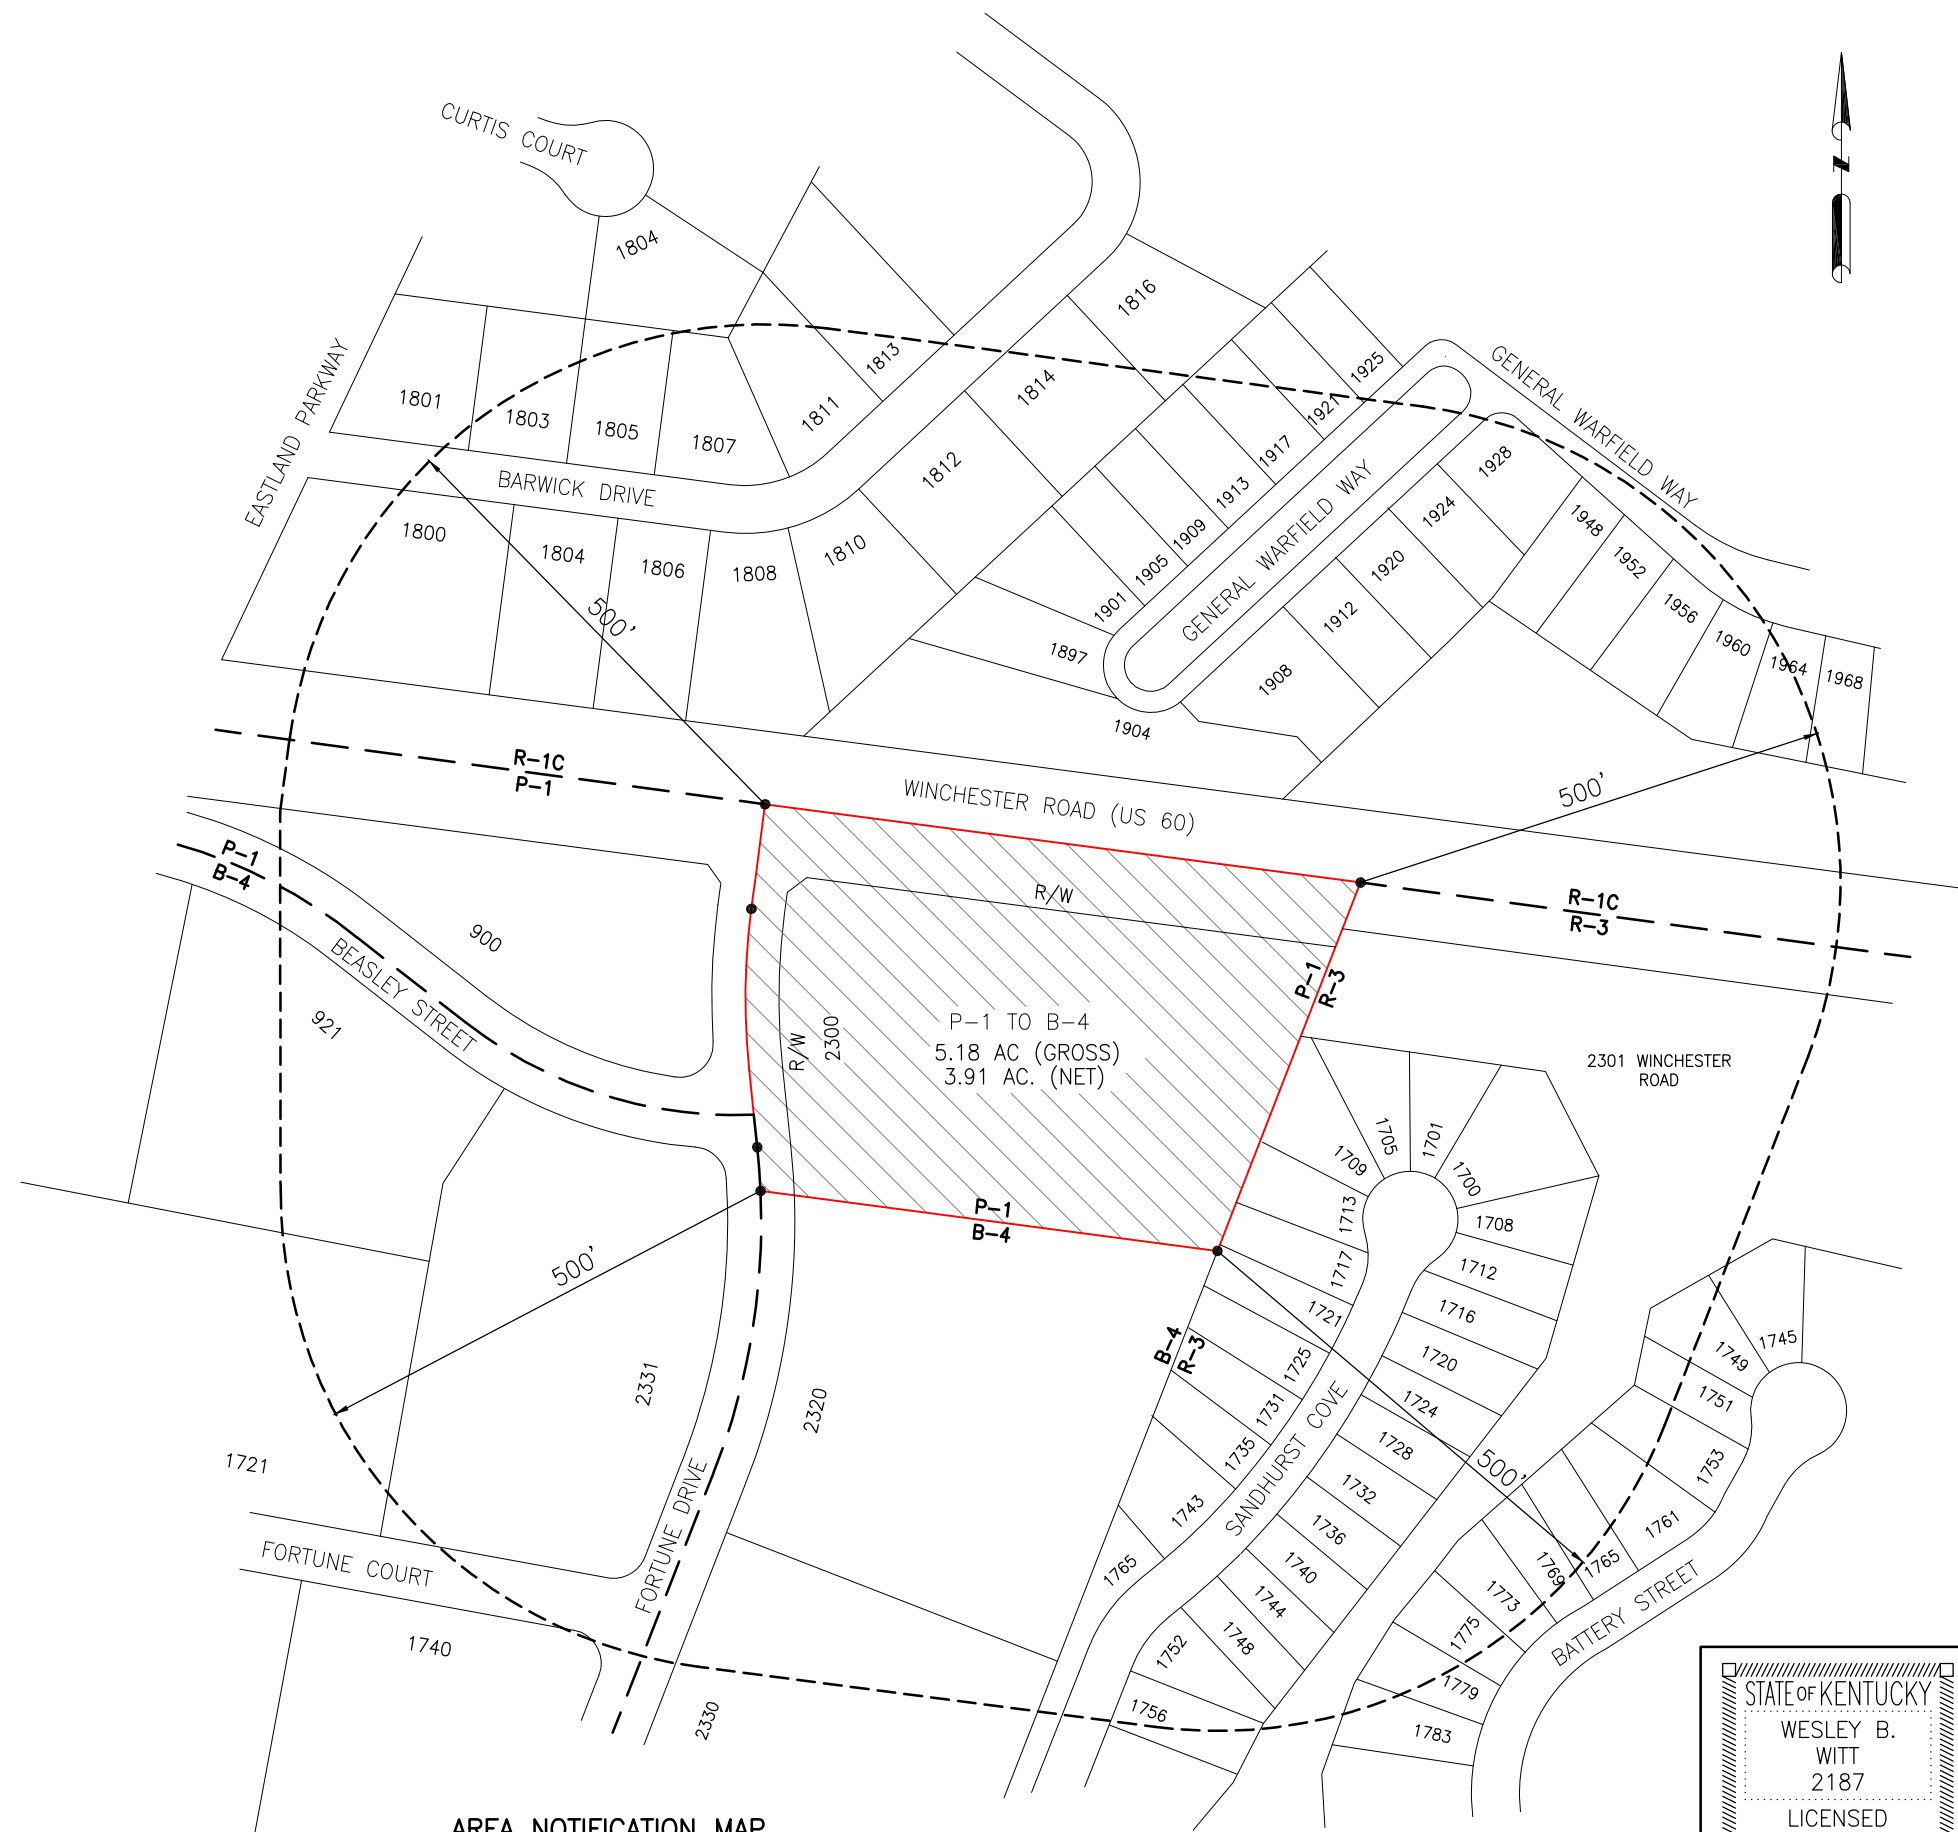 CURTIS COURT
1804
EASTLAND PARKWAY
1801
1803
1805
1807
1811
1813
1816
1814
1812
1810
BARWICK DRIVE
1800
1804
1806
1808
500'
1925
1921
1917
1913
1909
1905
1901
1897
1904
GENERAL WARFIELD WAY
GENERAL WARFIELD WAY
1928
1924
1920
1912
1908
1948
1952
1956
1960
1964
1968
N
500'
R-1C
P-1
WINCHESTER ROAD (US 60)
R-1C
R-3
P-1
B-4
900
BEASLEY STREET
921
R/W
R/W
2300
P-1 TO B-4
5.18 AC (GROSS)
3.91 AC. (NET)
P-1
R-3
2301 WINCHESTER
ROAD
P-1
B-4
B-4
R-3
1705
1701
1700
1709
1713
1717
1721
1725
1731
1735
1743
1765
1708
1712
1716
1720
1724
1728
1732
1736
1740
1744
1748
1752
1756
SANDHURST COVE
500'
1745
1749
1751
1753
1761
1765
1769
1773
1775
1779
1783
BATTERY STREET
500'
2331
2320
1721
FORTUNE DRIVE
FORTUNE COURT
1740
2330
AREA NOTIFICATION MAP
STATE OF KENTUCKY
WESLEY B.
WITT
2187
LICENSED